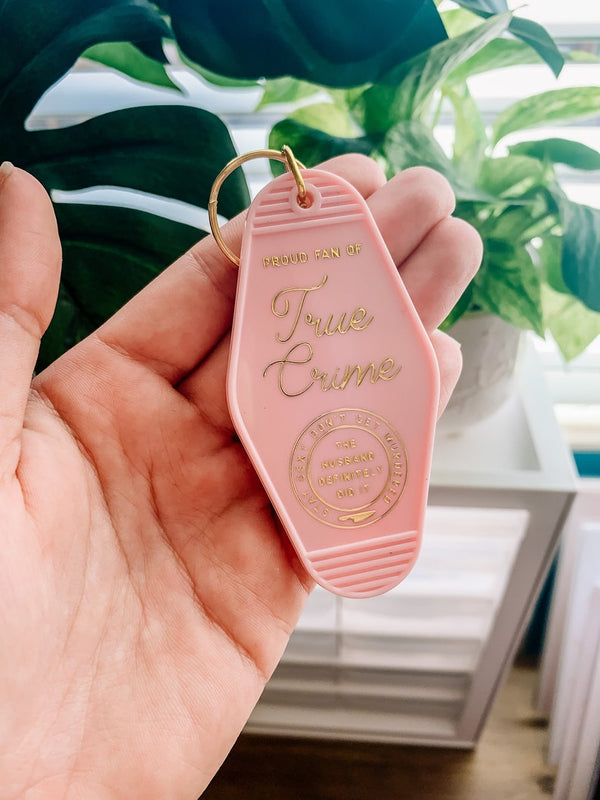 PROUD FAN OF
True
Crime
STAY SEXY DON'T GET MURDERED
THE
HUSBAND
DEFINITELY
DID IT